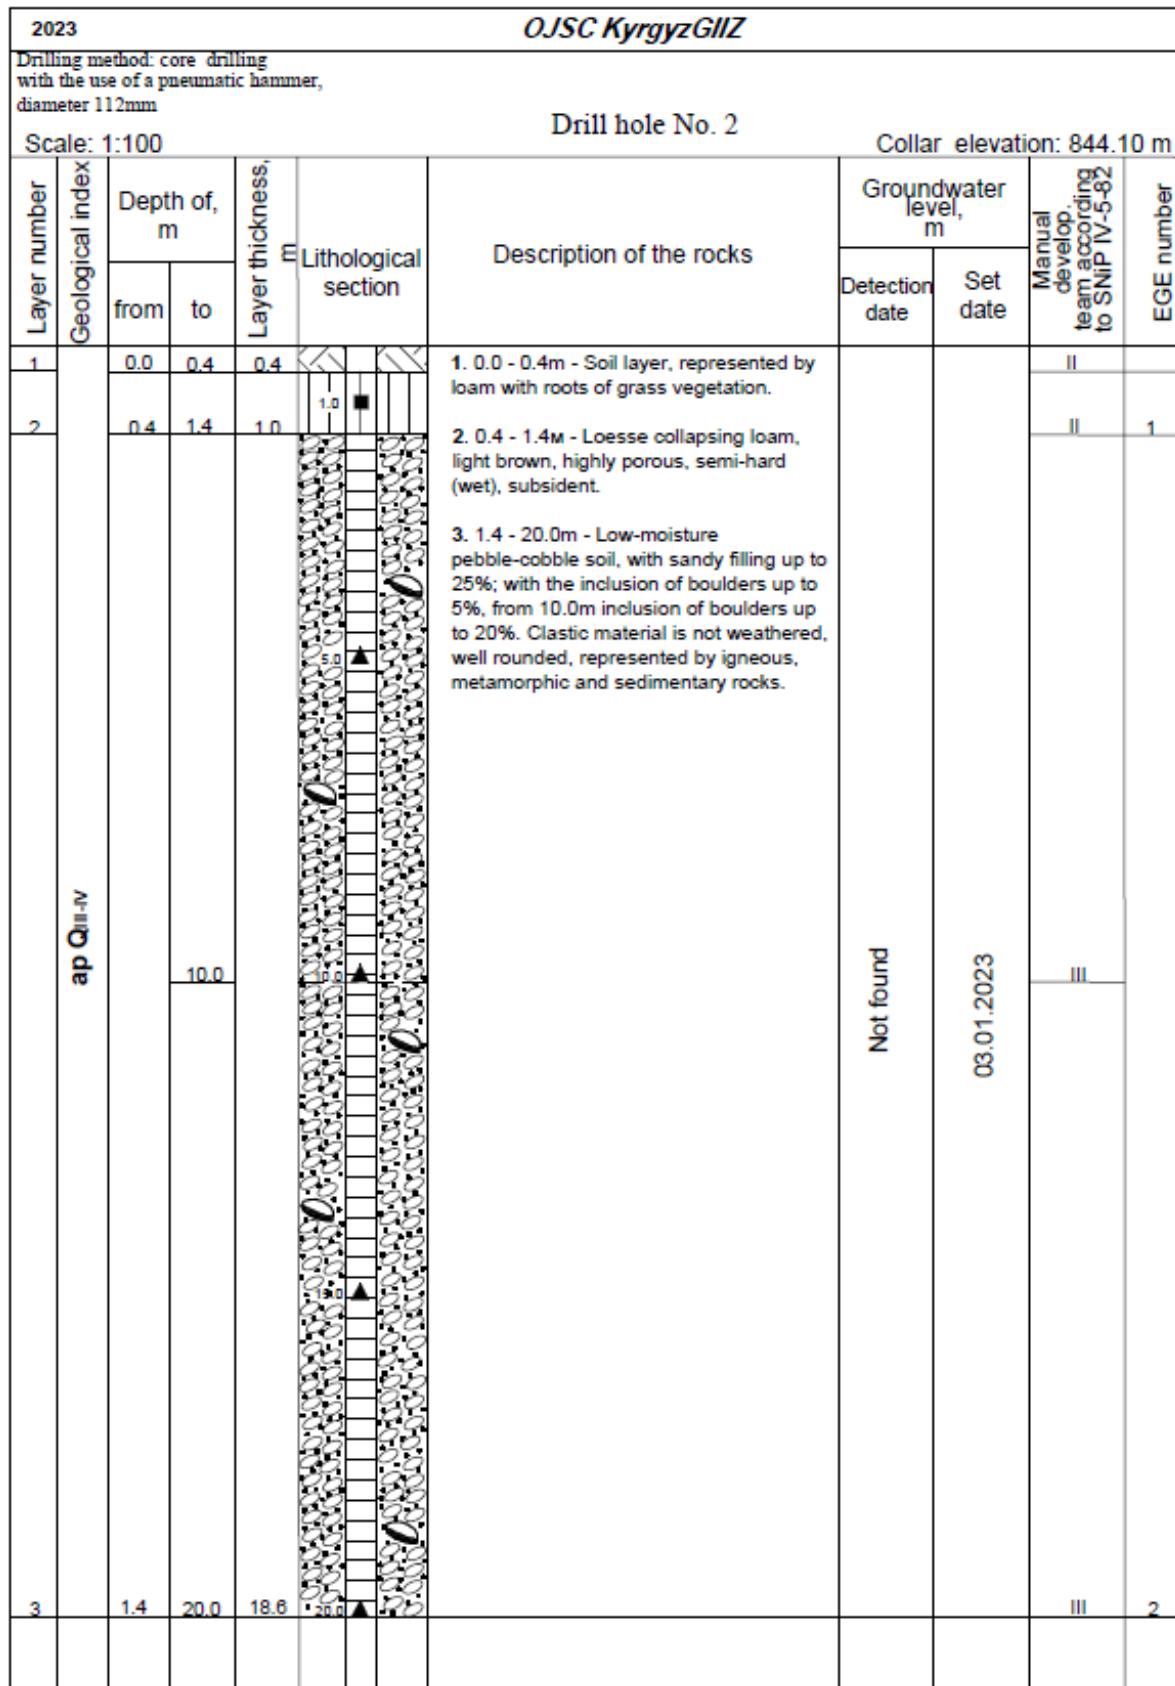 2023
OJSC KyrgyzGIIZ
Drilling method: core drilling
with the use of a pneumatic hammer,
diameter 112mm
Drill hole No. 2
Scale: 1:100
Collar elevation: 844.10 m
Layer number
Geological index
Depth of,
m
from
to
Layer thickness,
m
Lithological
section
Description of the rocks
Groundwater
level,
m
Detection
date
Set
date
Manual
develop.
team according
to SNiP IV-5-82
EGE number
1
0.0
0.4
0.4
II
1.0
2
0.4
1.4
1.0
II
1
1. 0.0 - 0.4m - Soil layer, represented by
loam with roots of grass vegetation.
2. 0.4 - 1.4м - Loesse collapsing loam,
light brown, highly porous, semi-hard
(wet), subsident.
3. 1.4 - 20.0m - Low-moisture
pebble-cobble soil, with sandy filling up to
25%; with the inclusion of boulders up to
5%, from 10.0m inclusion of boulders up
to 20%. Clastic material is not weathered,
well rounded, represented by igneous,
metamorphic and sedimentary rocks.
5.0
ap QIII-IV
10.0
10.0
III
Not found
03.01.2023
15.0
3
1.4
20.0
18.6
20.0
III
2